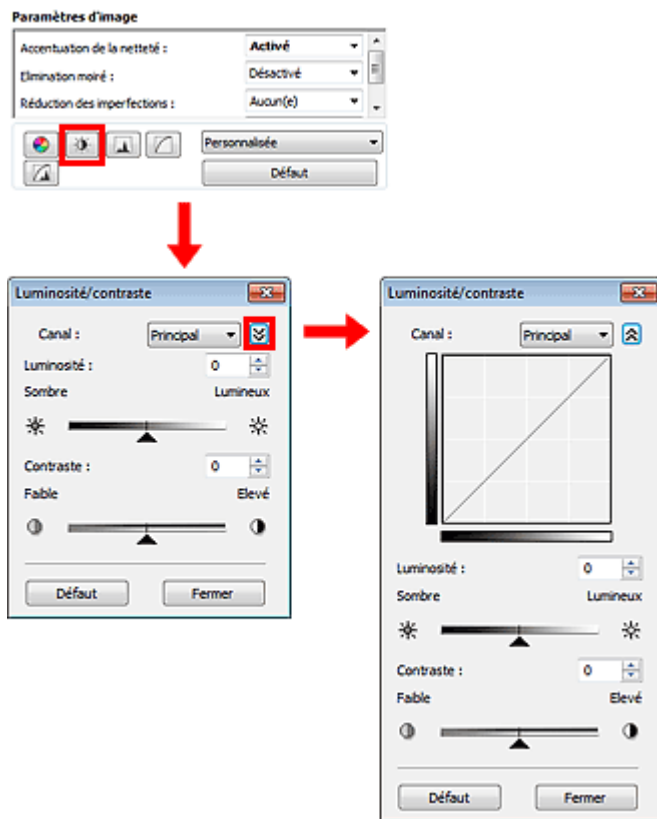 Paramètres d'image
Accentuation de la netteté : Activé
Elimination moiré : Désactivé
Réduction des imperfections : Aucun(e)
Personnalisée
Défaut
Luminosité/contraste
Canal : Principal
Luminosité : 0
Sombre Lumineux
Contraste : 0
Faible Elevé
Défaut Fermer
Luminosité/contraste
Canal : Principal
Luminosité : 0
Sombre Lumineux
Contraste : 0
Faible Elevé
Défaut Fermer